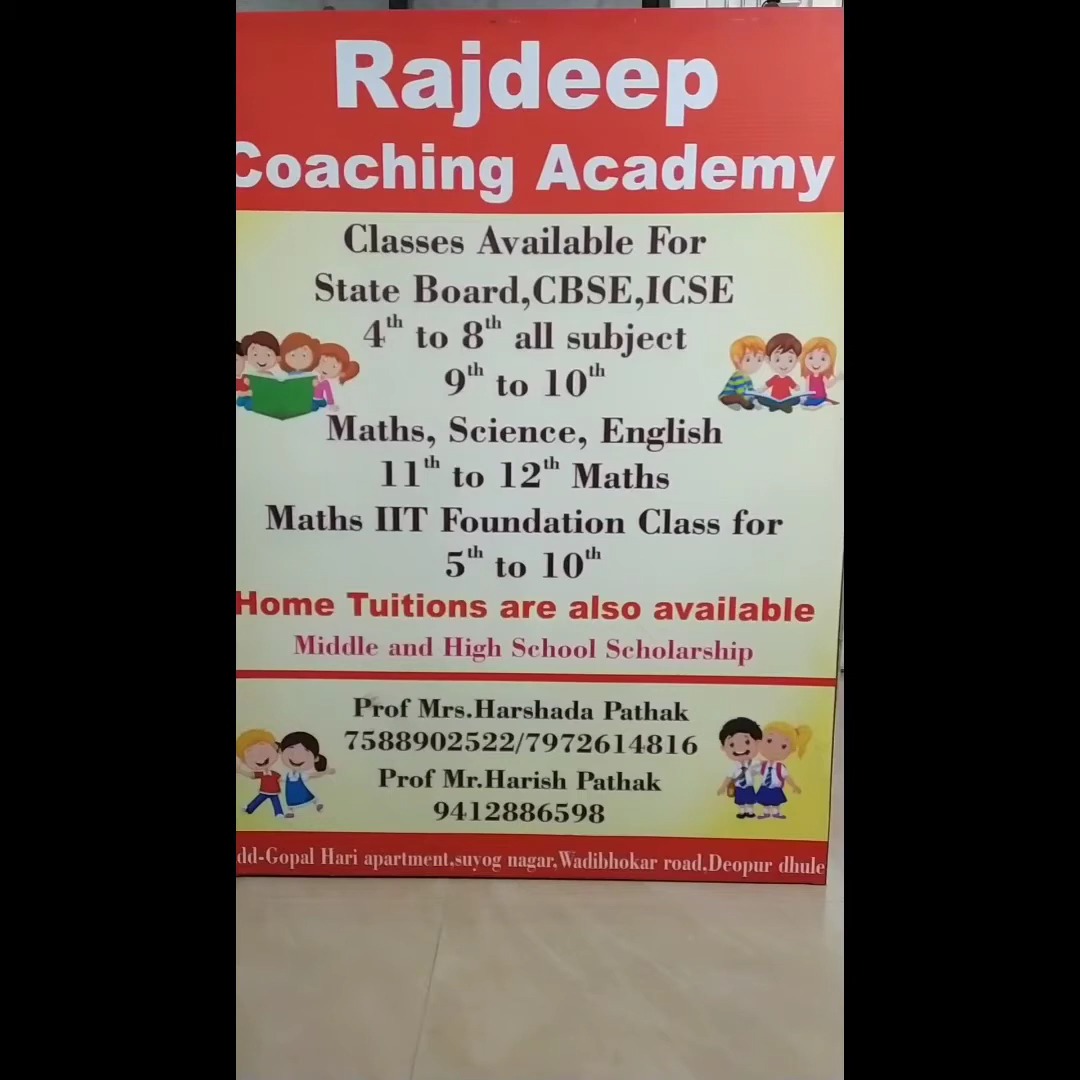 Rajdeep
Coaching Academy
Classes Available For
State Board,CBSE,ICSE
4th to 8th all subject
9th to 10th
Maths, Science, English
11th to 12th Maths
Maths IIT Foundation Class for
5th to 10th
Home Tuitions are also available
Middle and High School Scholarship
Prof Mrs.Harshada Pathak
7588902522/7972614816
Prof Mr.Harish Pathak
9412886598
dd-Gopal Hari apartment,suyog nagar,Wadibhokar road,Deopur dhule